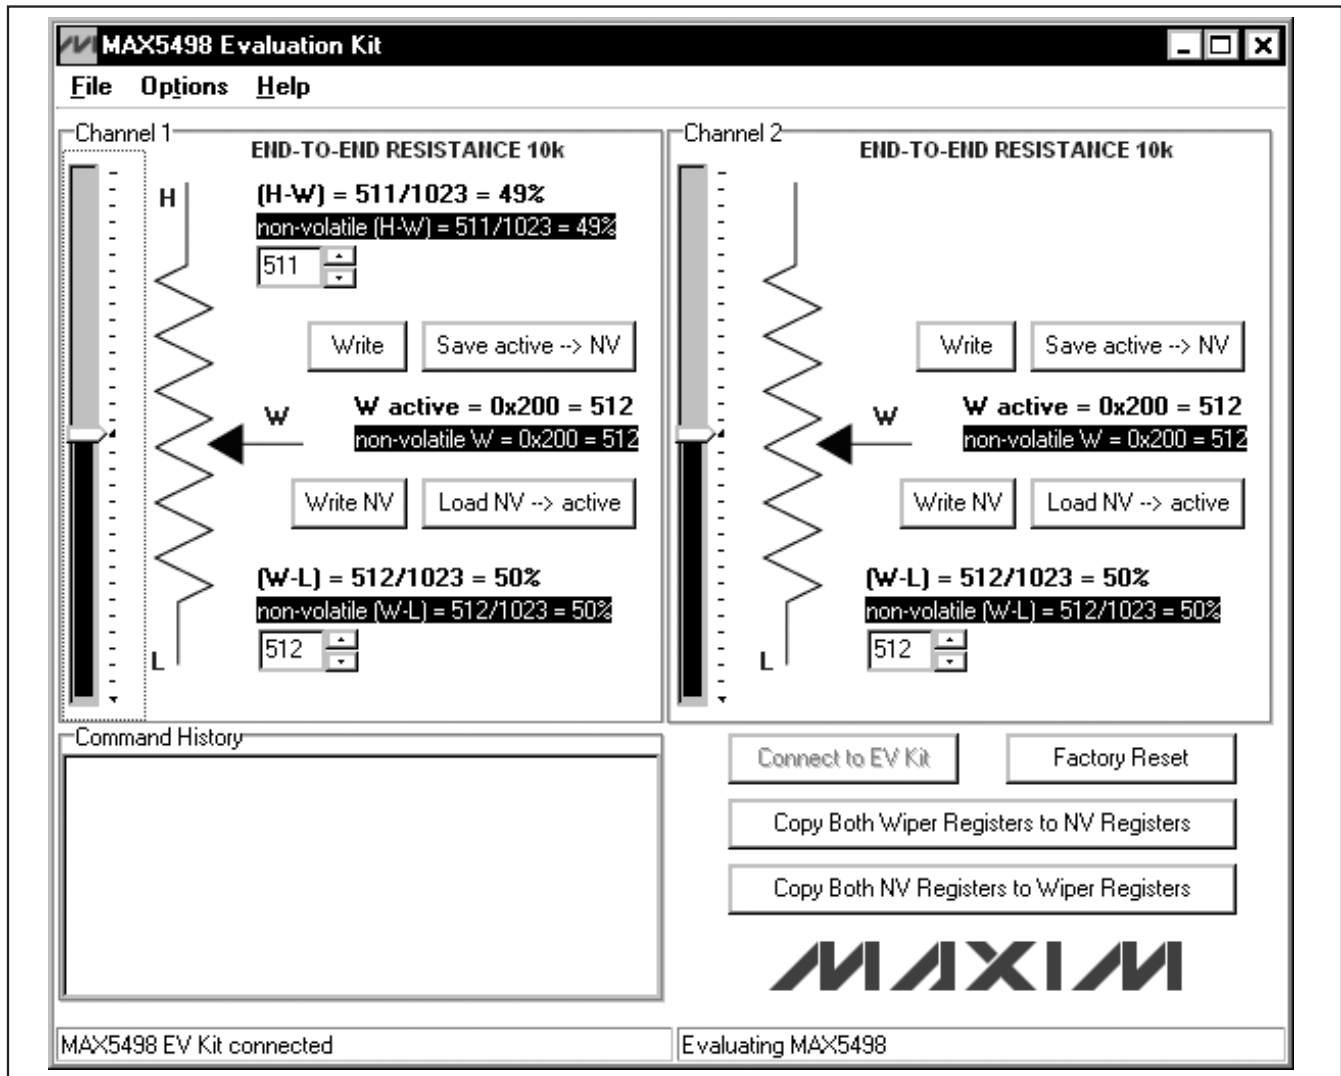 MAX5498 Evaluation Kit
File Options Help
Channel 1
END-TO-END RESISTANCE 10k
H
(H-W) = 511/1023 = 49%
non-volatile (H-W) = 511/1023 = 49%
511
Write Save active --> NV
W
W active = 0x200 = 512
non-volatile W = 0x200 = 512
Write NV Load NV --> active
(W-L) = 512/1023 = 50%
non-volatile (W-L) = 512/1023 = 50%
512
L
Channel 2
END-TO-END RESISTANCE 10k
Write Save active --> NV
W
W active = 0x200 = 512
non-volatile W = 0x200 = 512
Write NV Load NV --> active
(W-L) = 512/1023 = 50%
non-volatile (W-L) = 512/1023 = 50%
512
L
Command History
Connect to EV Kit Factory Reset
Copy Both Wiper Registers to NV Registers
Copy Both NV Registers to Wiper Registers
MAXIM
MAX5498 EV Kit connected
Evaluating MAX5498